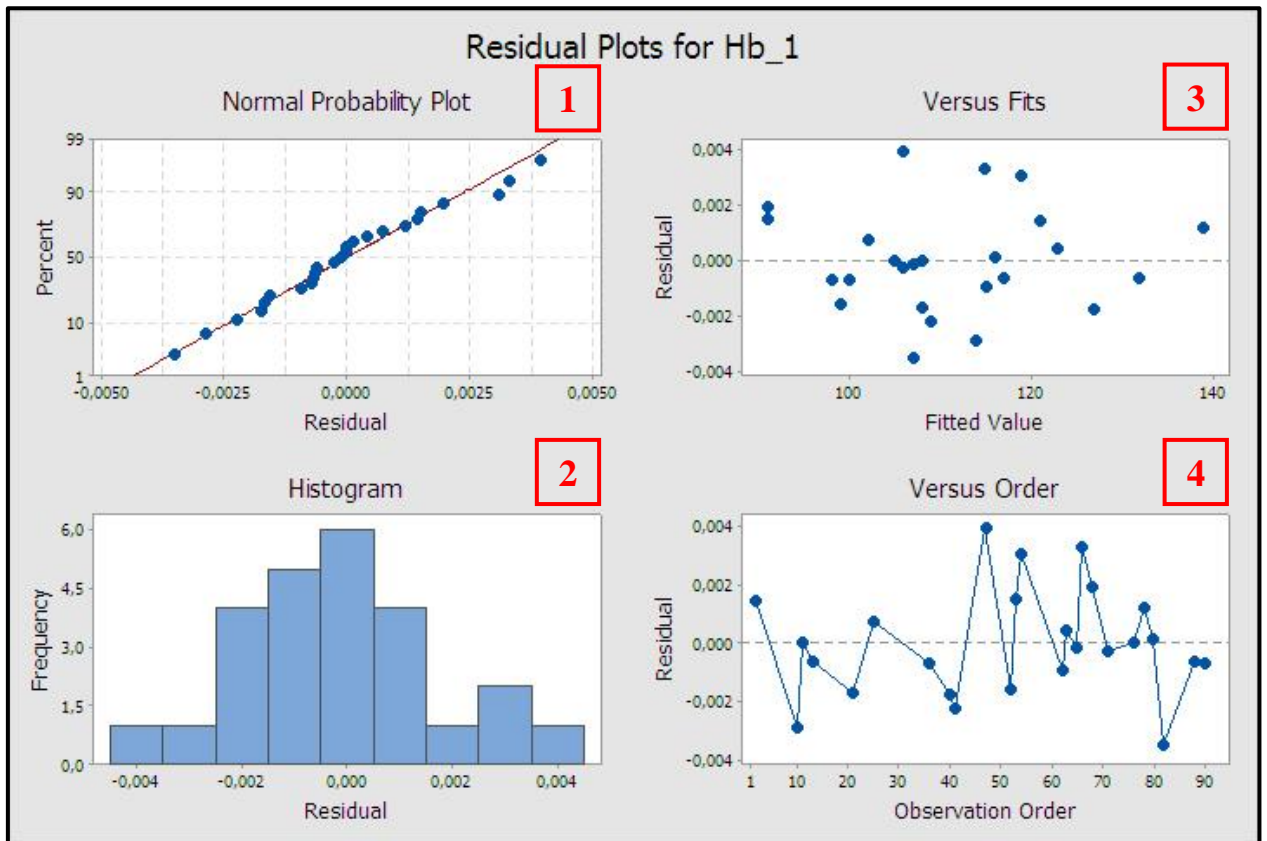 Residual Plots for Hb_1
Normal Probability Plot
1
99
90
50
10
1
Percent
-0,0050 -0,0025 0,0000 0,0025 0,0050
Residual
Versus Fits
3
0,004
0,002
0,000
-0,002
-0,004
Residual
100 120 140
Fitted Value
Histogram
2
6,0
4,5
3,0
1,5
0,0
Frequency
-0,004 -0,002 0,000 0,002 0,004
Residual
Versus Order
4
0,004
0,002
0,000
-0,002
-0,004
Residual
1 10 20 30 40 50 60 70 80 90
Observation Order